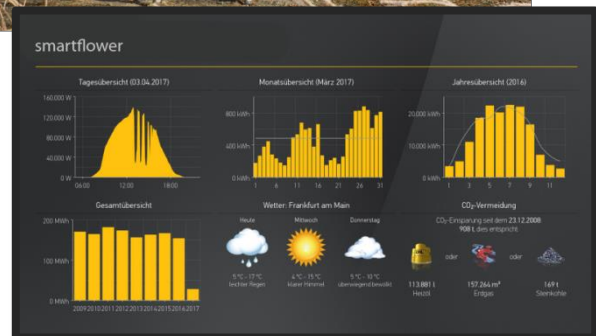 smartflower
Tagesübersicht (03.04.2017)
160.000 W
120.000 W
80.000 W
40.000 W
0 W
06:00 12:00 18:00
Monatsübersicht (März 2017)
800 kWh
400 kWh
0 kWh
1 6 11 16 21 26 31
Jahresübersicht (2016)
20.000 kWh
10.000 kWh
0 kWh
1 3 5 7 9 11
Gesamtübersicht
200 MWh
100 MWh
0 MWh
2009 2010 2011 2012 2013 2014 2015 2016 2017
Wetter: Frankfurt am Main
Heute
5 °C - 17 °C
leichter Regen
Mittwoch
4 °C - 15 °C
klarer Himmel
Donnerstag
5 °C - 10 °C
überwiegend bewölkt
CO₂-Vermeidung
CO₂-Einsparung seit dem 23.12.2008:
908 t, dies entspricht
oder oder
113.881 l
Heizöl
157.264 m³
Erdgas
169 t
Steinkohle